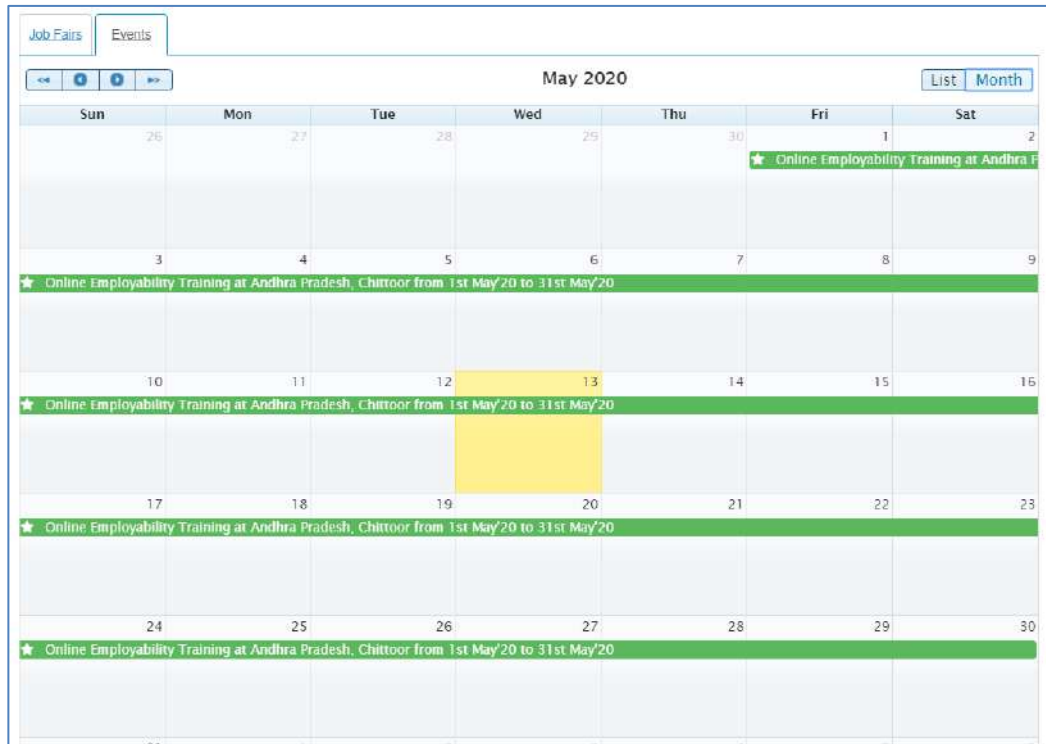 Job Fairs Events
May 2020 List Month
Sun Mon Tue Wed Thu Fri Sat
26 27 28 29 30 1 2
Online Employability Training at Andhra P
3 4 5 6 7 8 9
Online Employability Training at Andhra Pradesh, Chittoor from 1st May'20 to 31st May'20
10 11 12 13 14 15 16
Online Employability Training at Andhra Pradesh, Chittoor from 1st May'20 to 31st May'20
17 18 19 20 21 22 23
Online Employability Training at Andhra Pradesh, Chittoor from 1st May'20 to 31st May'20
24 25 26 27 28 29 30
Online Employability Training at Andhra Pradesh, Chittoor from 1st May'20 to 31st May'20